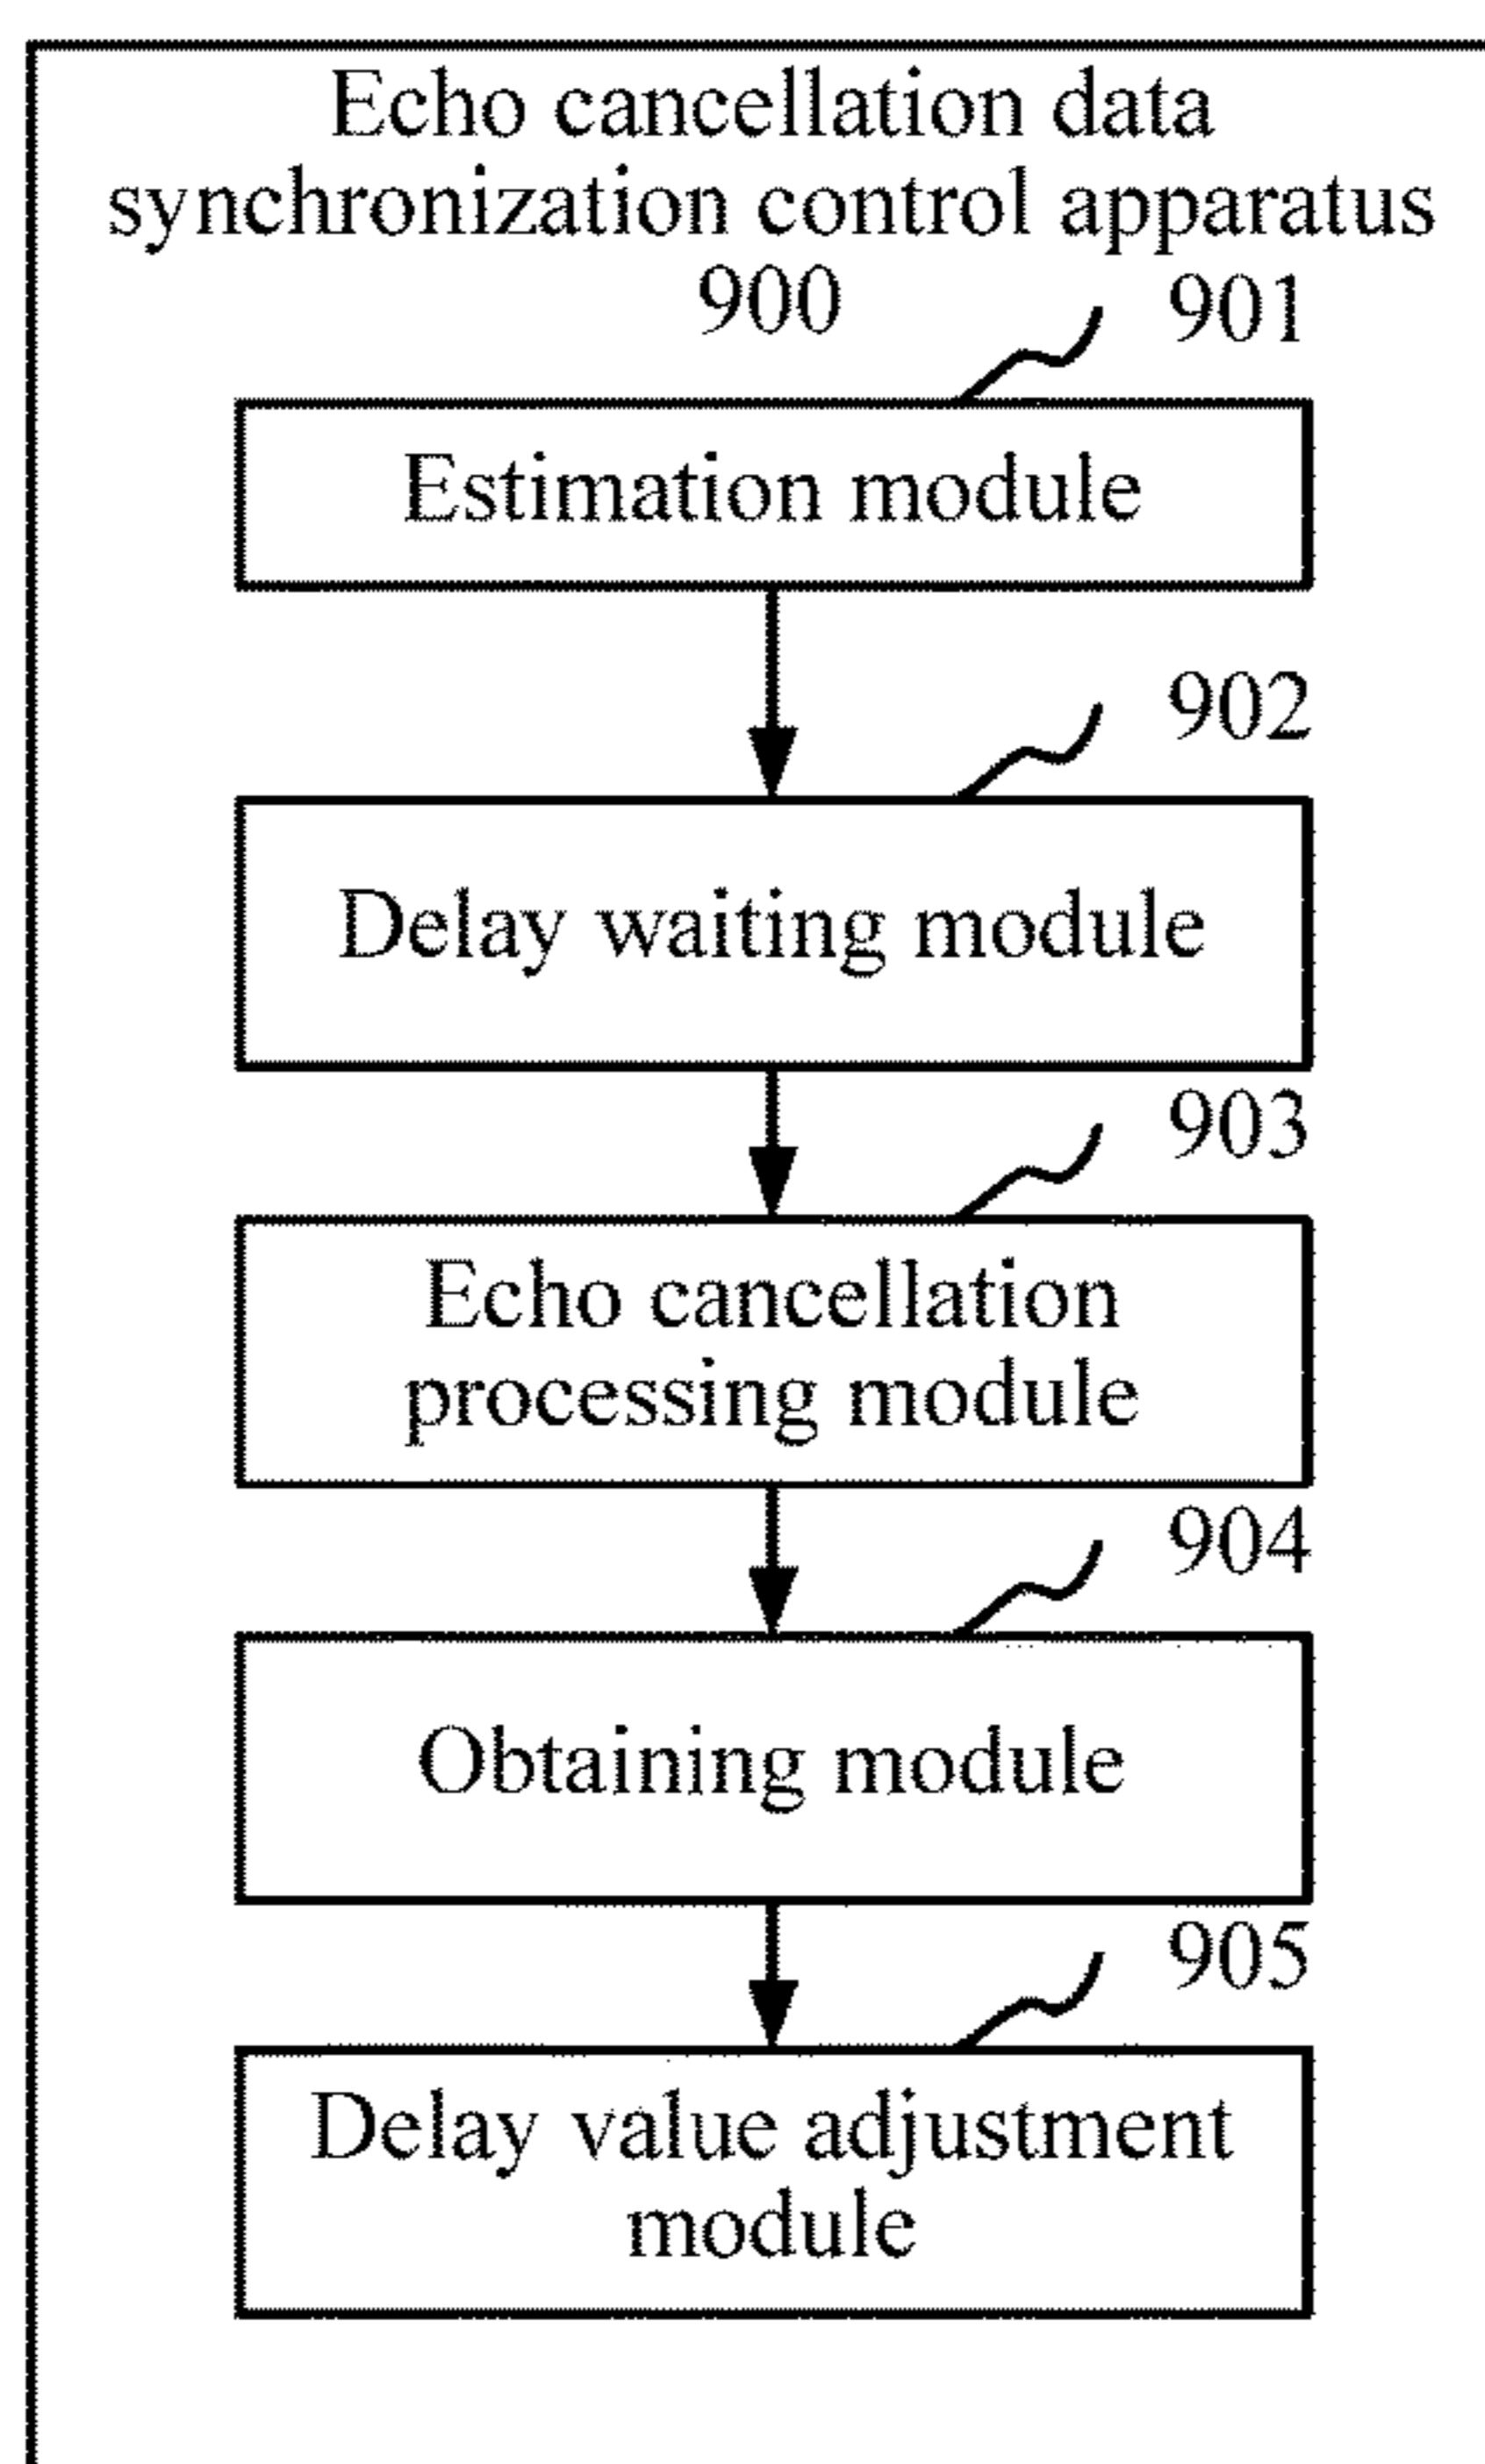 Echo cancellation data
synchronization control apparatus
900
901
Estimation module
902
Delay waiting module
903
Echo cancellation
processing module
904
Obtaining module
905
Delay value adjustment
module